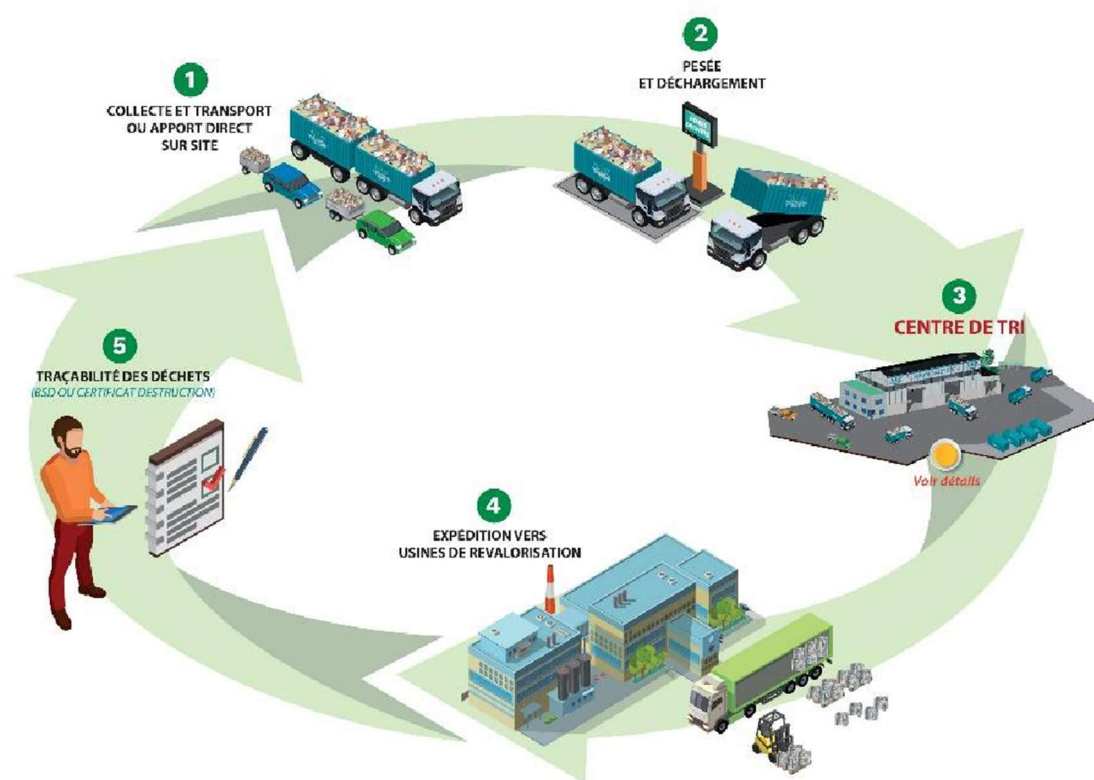 1
COLLECTE ET TRANSPORT
OU APPORT DIRECT
SUR SITE
2
PESÉE
ET DÉCHARGEMENT
3
CENTRE DE TRI
Voir détails
4
EXPÉDITION VERS
USINES DE REVALORISATION
5
TRAÇABILITÉ DES DÉCHETS
(BSD OU CERTIFICAT DESTRUCTION)